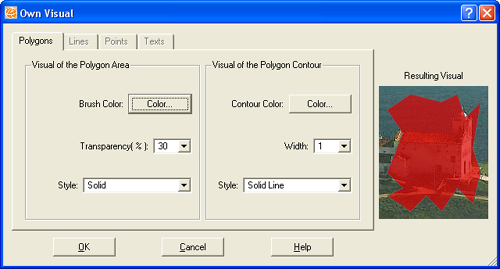 Own Visual
Polygons Lines Points Texts
Visual of the Polygon Area
Brush Color: Color...
Transparency( % ): 30
Style: Solid
Visual of the Polygon Contour
Contour Color: Color...
Width: 1
Style: Solid Line
Resulting Visual
OK Cancel Help